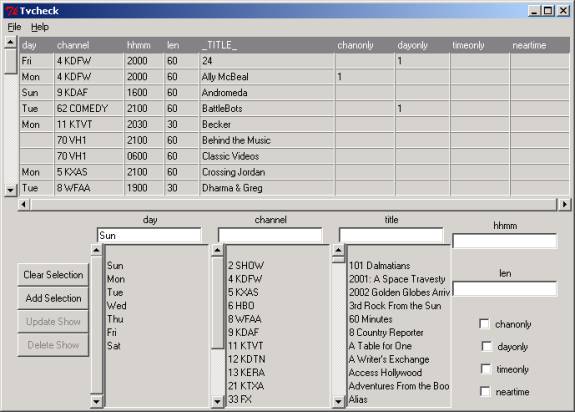 Tvcheck
File Help
day channel hhmm len _TITLE_ chanonly dayonly timeonly neartime
Fri 4 KDFW 2000 60 24 1
Mon 4 KDFW 2000 60 Ally McBeal 1
Sun 9 KDAF 1600 60 Andromeda
Tue 62 COMEDY 2100 60 BattleBots 1
Mon 11 KTVT 2030 30 Becker
70 VH1 2100 60 Behind the Music
70 VH1 0600 60 Classic Videos
Mon 5 KXAS 2100 60 Crossing Jordan
Tue 8 WFAA 1900 30 Dharma & Greg
day channel title hhmm
Sun
len
Clear Selection
Add Selection
Update Show
Delete Show
Sun
Mon
Tue
Wed
Thu
Fri
Sat
2 SHOW
4 KDFW
5 KXAS
6 HBO
8 WFAA
9 KDAF
11 KTVT
12 KDTN
13 KERA
21 KTXA
33 FX
101 Dalmatians
2001: A Space Travesty
2002 Golden Globes Arriv
3rd Rock From the Sun
60 Minutes
8 Country Reporter
A Table for One
A Writer's Exchange
Access Hollywood
Adventures From the Boo
Alias
chanonly
dayonly
timeonly
neartime